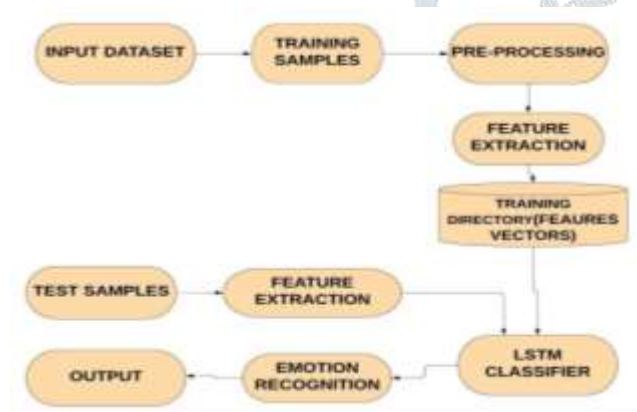 INPUT DATASET
TRAINING
SAMPLES
PRE-PROCESSING
FEATURE
EXTRACTION
TRAINING
DIRECTORY(FEAURES
VECTORS)
TEST SAMPLES
FEATURE
EXTRACTION
LSTM
CLASSIFIER
EMOTION
RECOGNITION
OUTPUT